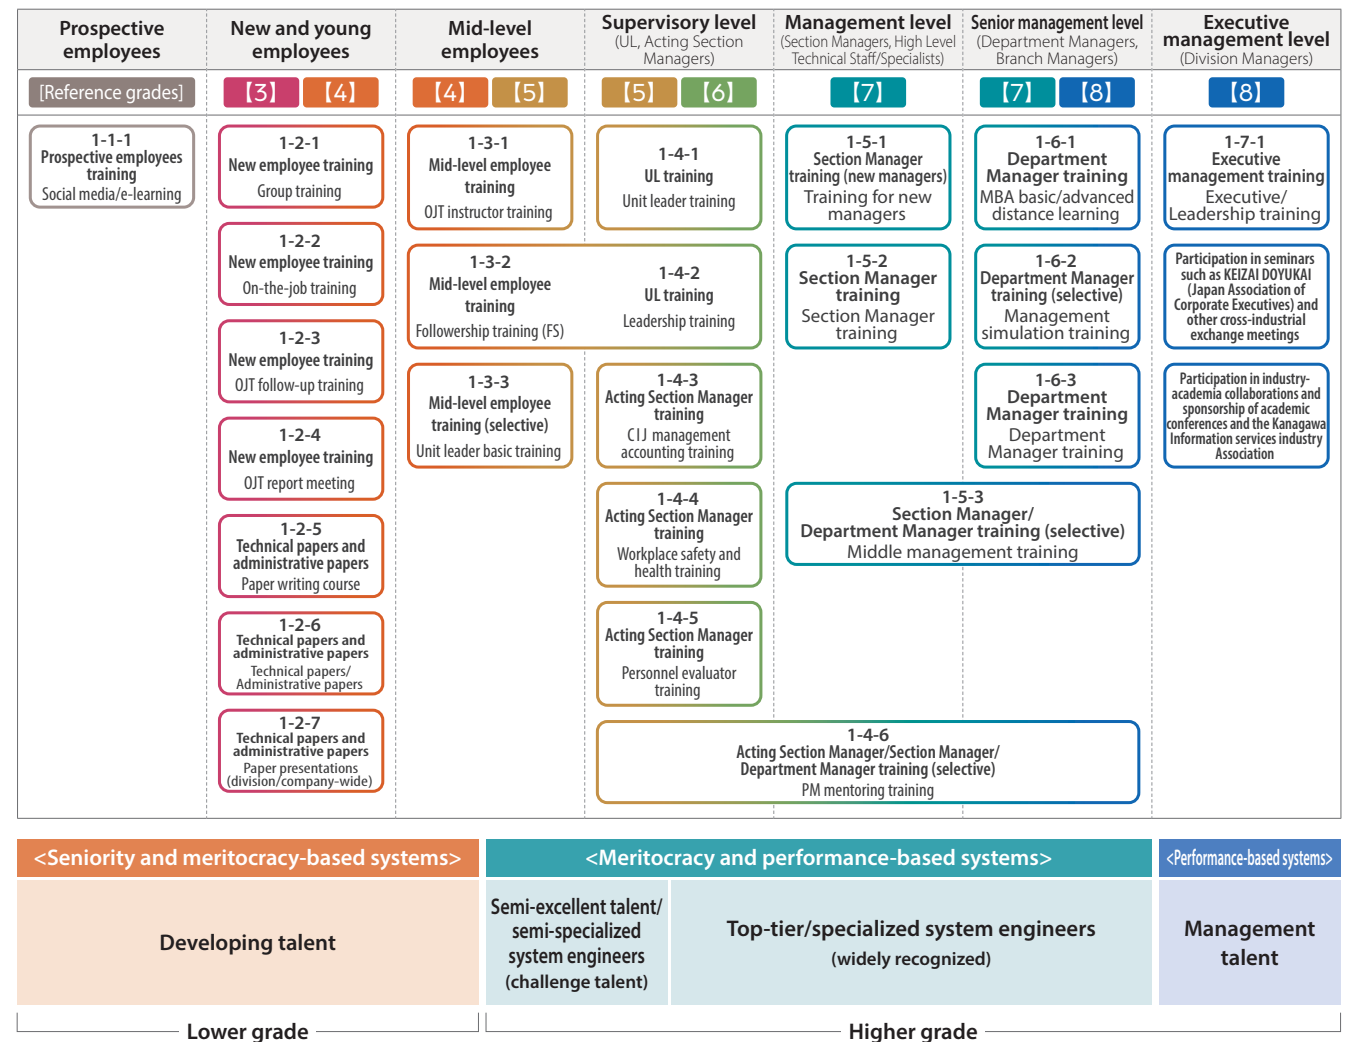 Prospective
employees
New and young
employees
Mid-level
employees
Supervisory level
(UL, Acting Section
Managers)
Management level
(Section Managers, High Level
Technical Staff/Specialists)
Senior management level
(Department Managers,
Branch Managers)
Executive
management level
(Division Managers)
[Reference grades]
【3】 【4】
【4】 【5】
【5】 【6】
【7】
【7】 【8】
【8】
1-1-1
Prospective employees
training
Social media/e-learning
1-2-1
New employee training
Group training
1-2-2
New employee training
On-the-job training
1-2-3
New employee training
OJT follow-up training
1-2-4
New employee training
OJT report meeting
1-2-5
Technical papers and
administrative papers
Paper writing course
1-2-6
Technical papers and
administrative papers
Technical papers/
Administrative papers
1-2-7
Technical papers and
administrative papers
Paper presentations
(division/company-wide)
1-3-1
Mid-level employee
training
OJT instructor training
1-3-2
Mid-level employee
training
Followership training (FS)
1-3-3
Mid-level employee
training (selective)
Unit leader basic training
1-4-1
UL training
Unit leader training
1-4-2
UL training
Leadership training
1-4-3
Acting Section Manager
training
CIJ management
accounting training
1-4-4
Acting Section Manager
training
Workplace safety and
health training
1-4-5
Acting Section Manager
training
Personnel evaluator
training
1-4-6
Acting Section Manager/Section Manager/
Department Manager training (selective)
PM mentoring training
1-5-1
Section Manager
training (new managers)
Training for new
managers
1-5-2
Section Manager
training
Section Manager
training
1-5-3
Section Manager/
Department Manager training (selective)
Middle management training
1-6-1
Department
Manager training
MBA basic/advanced
distance learning
1-6-2
Department Manager
training (selective)
Management
simulation training
1-6-3
Department
Manager training
Department
Manager training
1-7-1
Executive
management training
Executive/
Leadership training
Participation in seminars
such as KEIZAI DOYUKAI
(Japan Association of
Corporate Executives) and
other cross-industrial
exchange meetings
Participation in industry-
academia collaborations and
sponsorship of academic
conferences and the Kanagawa
Information services industry
Association
<Seniority and meritocracy-based systems>
<Meritocracy and performance-based systems>
<Performance-based systems>
Developing talent
Semi-excellent talent/
semi-specialized
system engineers
(challenge talent)
Top-tier/specialized system engineers
(widely recognized)
Management
talent
Lower grade
Higher grade